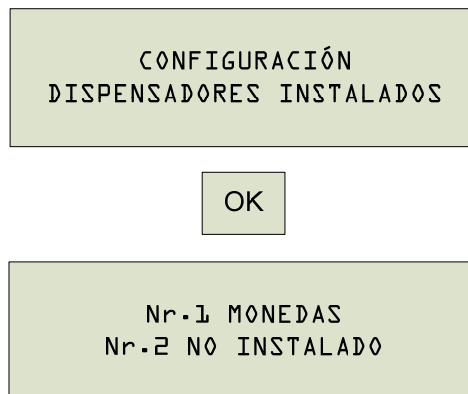 CONFIGURACIÓN
DISPENSADORES INSTALADOS
OK
Nr.1 MONEDAS
Nr.2 NO INSTALADO